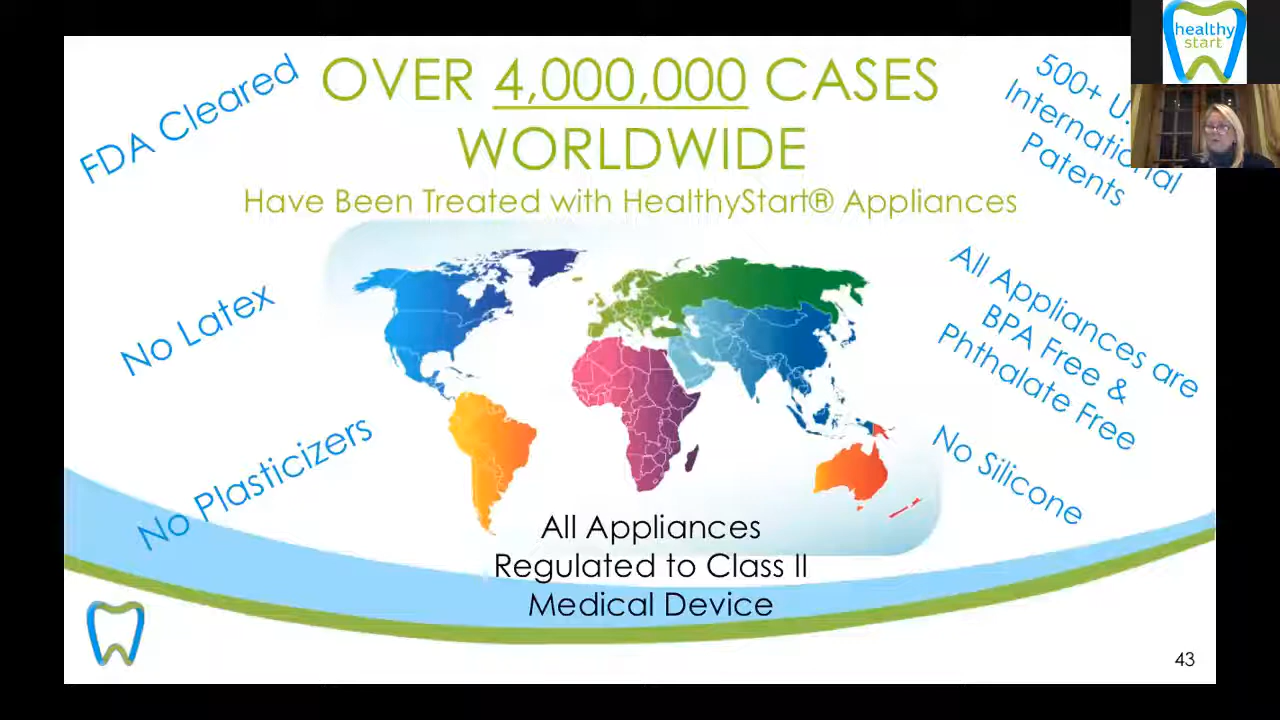 healthy
start
OVER 4,000,000 CASES
WORLDWIDE
Have Been Treated with HealthyStart® Appliances
FDA Cleared
500+ U.
International
Patents
No Latex
All Appliances are
BPA Free &
Phthalate Free
No Plasticizers
No Silicone
All Appliances
Regulated to Class II
Medical Device
43